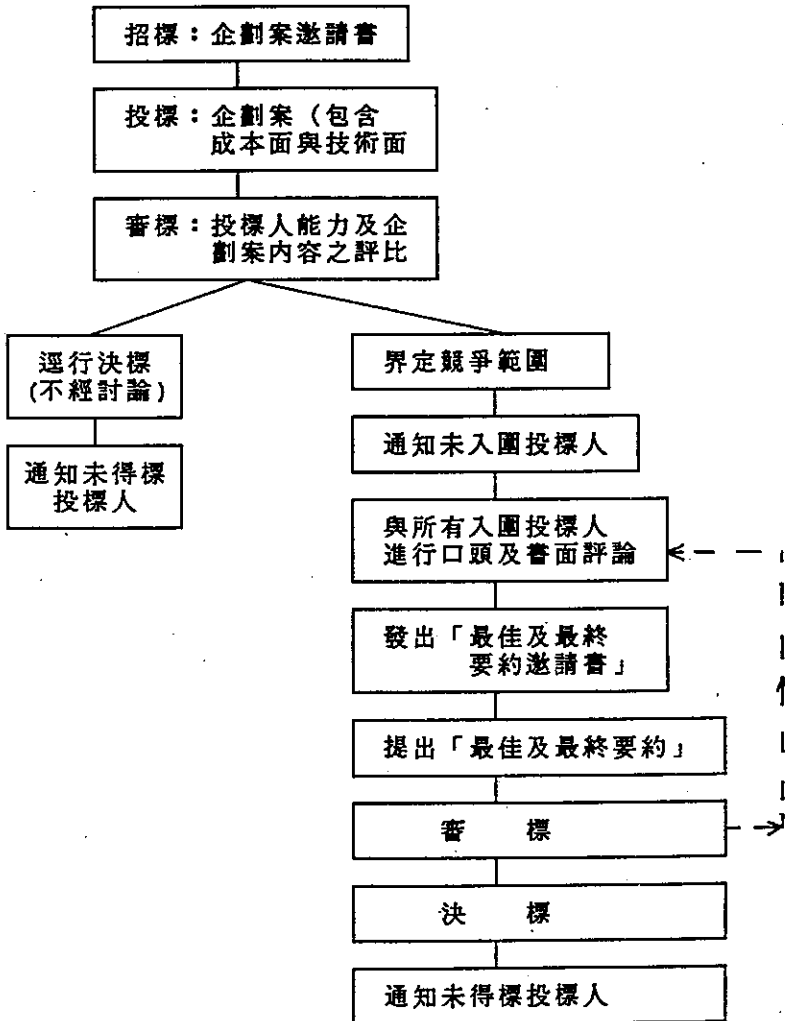 招標：企劃案邀請書
投標：企劃案（包含
成本面與技術面
審標：投標人能力及企
劃案內容之評比
逕行決標
(不經討論)
通知未得標
投標人
界定競爭範圍
通知未入圍投標人
與所有入圍投標人
進行口頭及書面評論
發出「最佳及最終
要約邀請書」
提出「最佳及最終要約」
審 標
決 標
通知未得標投標人